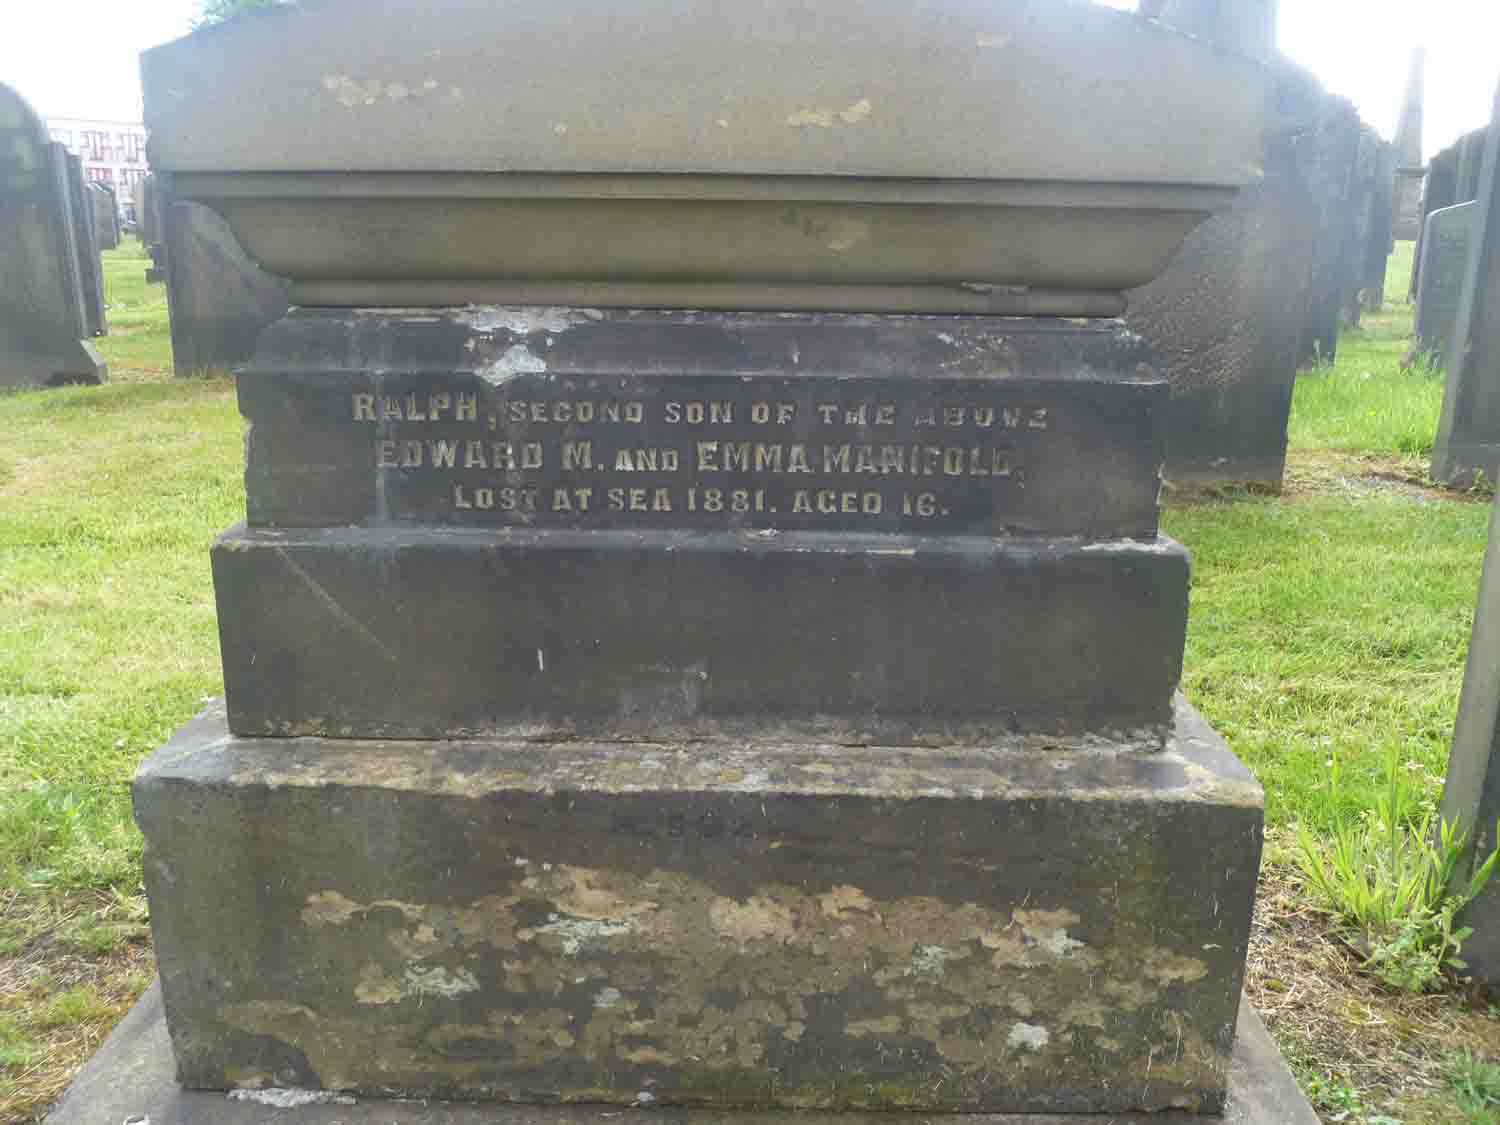 RALPH, SECOND SON OF THE ABOVE
EDWARD M. AND EMMA MANIFOLD,
LOST AT SEA 1881. AGED 16.